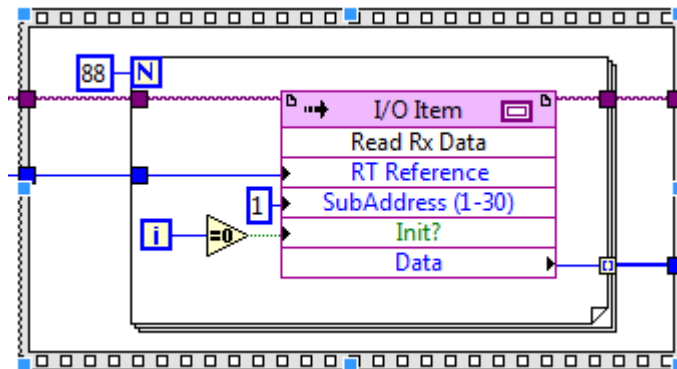 88 N
I/O Item
Read Rx Data
RT Reference
1 SubAddress (1-30)
i =0 Init?
Data